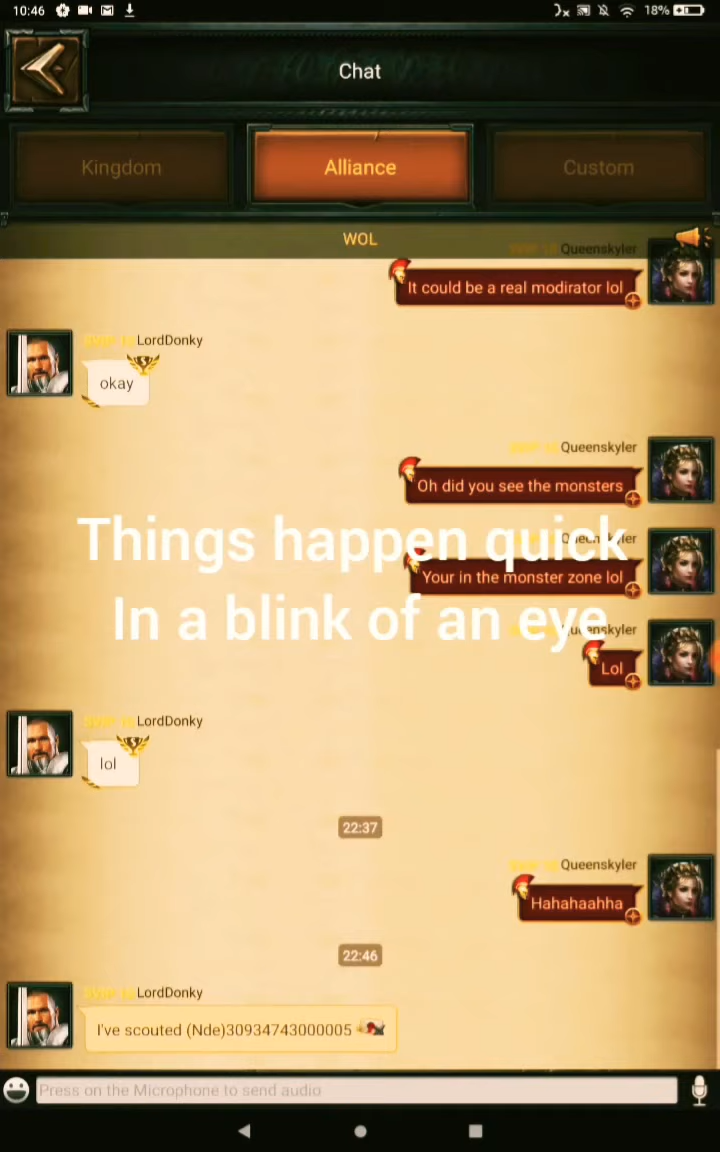 10:46
18%
Chat
Kingdom
Alliance
Custom
WOL
Queenskyler
It could be a real modirator lol
LordDonky
okay
Queenskyler
Oh did you see the monsters
Things happen quick
Queenskyler
Your in the monster zone lol
In a blink of an eye
Queenskyler
Lol
LordDonky
lol
22:37
Queenskyler
Hahahaahha
22:46
LordDonky
I've scouted (Nde)30934743000005
Press on the Microphone to send audio